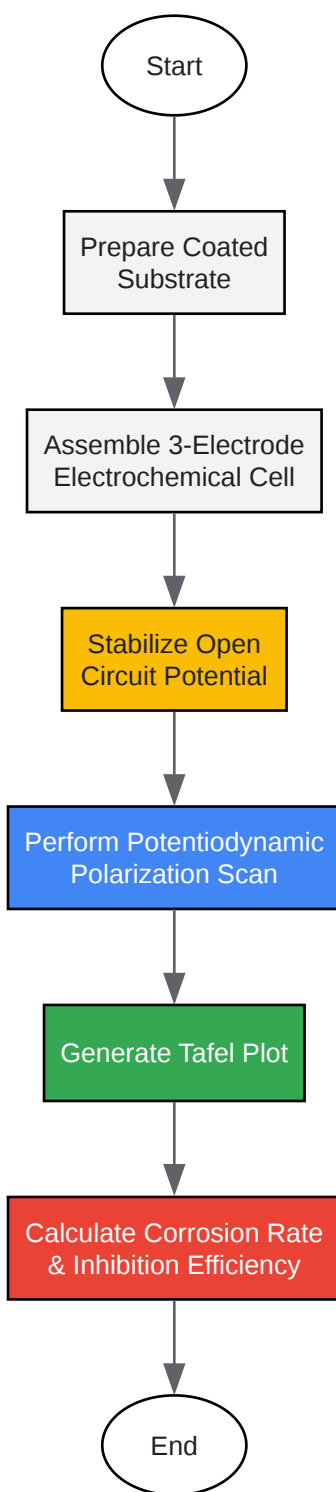 Start
Prepare Coated
Substrate
Assemble 3-Electrode
Electrochemical Cell
Stabilize Open
Circuit Potential
Perform Potentiodynamic
Polarization Scan
Generate Tafel Plot
Calculate Corrosion Rate
& Inhibition Efficiency
End